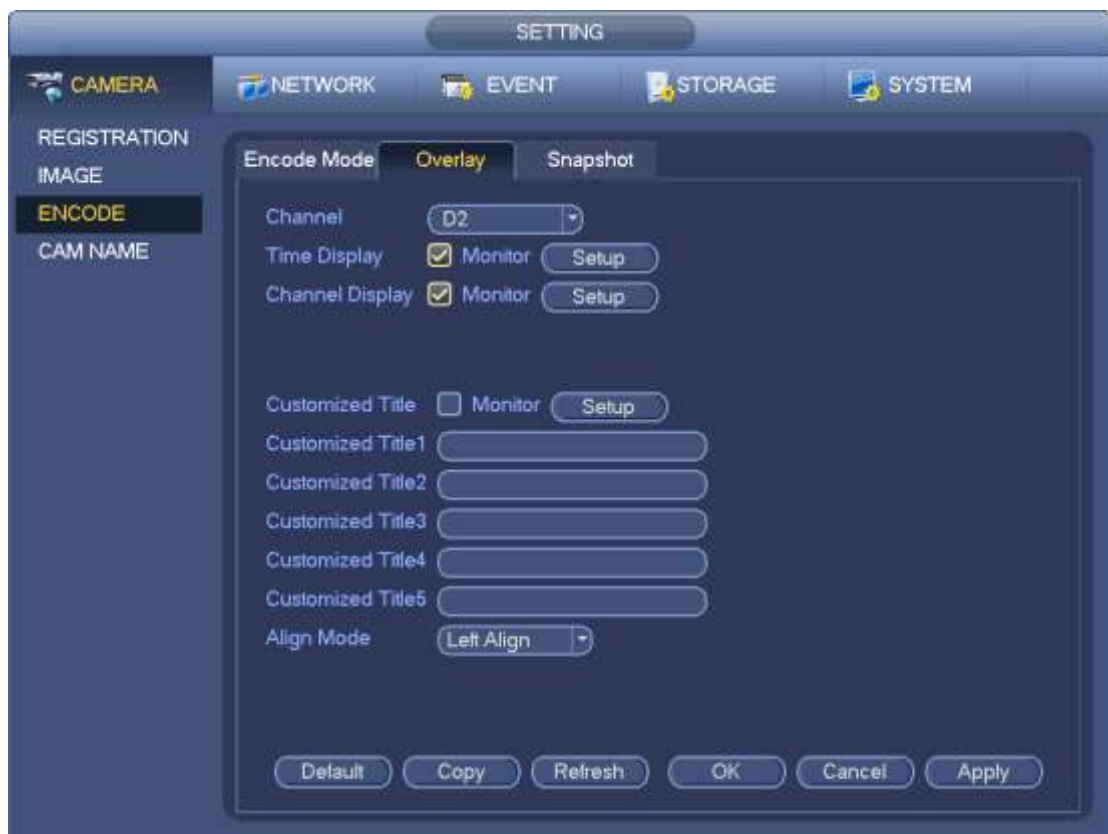 SETTING
CAMERA NETWORK EVENT STORAGE SYSTEM
REGISTRATION
IMAGE
ENCODE
CAM NAME
Encode Mode Overlay Snapshot
Channel D2
Time Display Monitor Setup
Channel Display Monitor Setup
Customized Title Monitor Setup
Customized Title1
Customized Title2
Customized Title3
Customized Title4
Customized Title5
Align Mode Left Align
Default Copy Refresh OK Cancel Apply